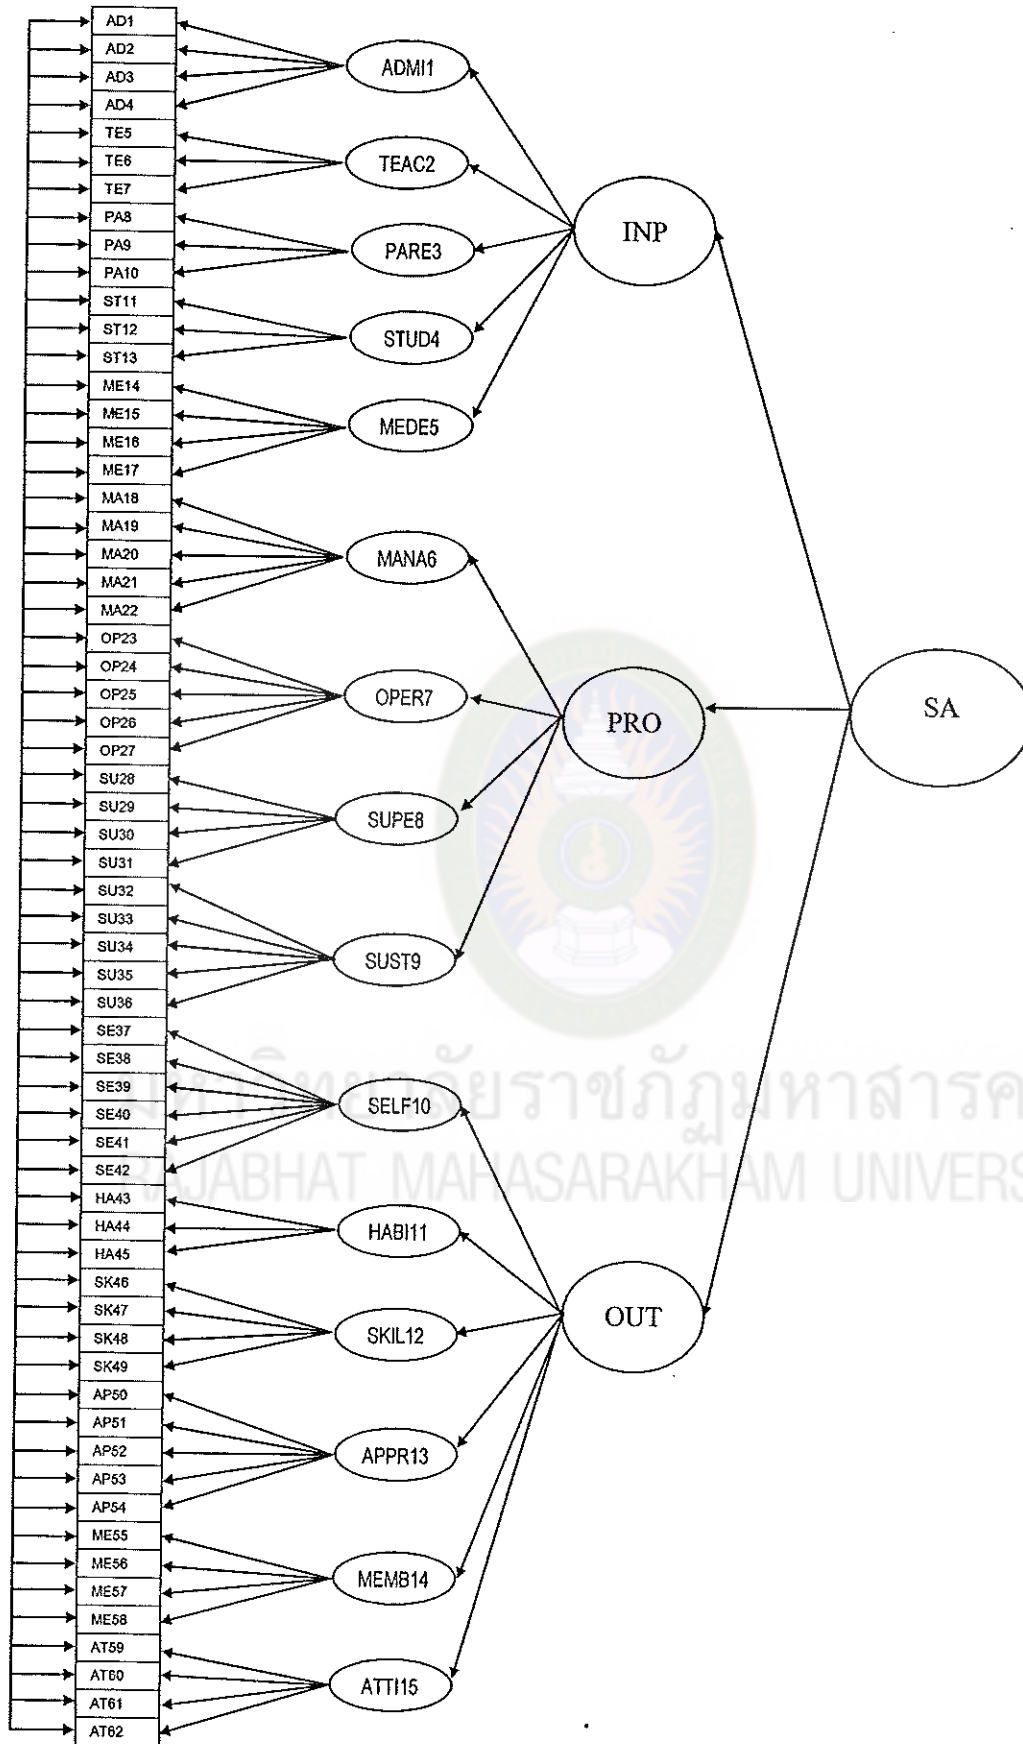 AD1
AD2
AD3
AD4
TE5
TE6
TE7
PA8
PA9
PA10
ST11
ST12
ST13
ME14
ME15
ME16
ME17
MA18
MA19
MA20
MA21
MA22
OP23
OP24
OP25
OP26
OP27
SU28
SU29
SU30
SU31
SU32
SU33
SU34
SU35
SU36
SE37
SE38
SE39
SE40
SE41
SE42
HA43
HA44
HA45
SK46
SK47
SK48
SK49
AP50
AP51
AP52
AP53
AP54
ME55
ME56
ME57
ME58
AT59
AT60
AT61
AT62
ADMI1
TEAC2
PARE3
STUD4
MEDE5
MANA6
OPER7
SUPE8
SUST9
SELF10
HABI11
SKIL12
APPR13
MEMB14
ATTI15
INP
PRO
OUT
SA
มหาวิทยาลัยราชภัฏมหาสารค
RAJABHAT MAHASARAKHAM UNIVERS